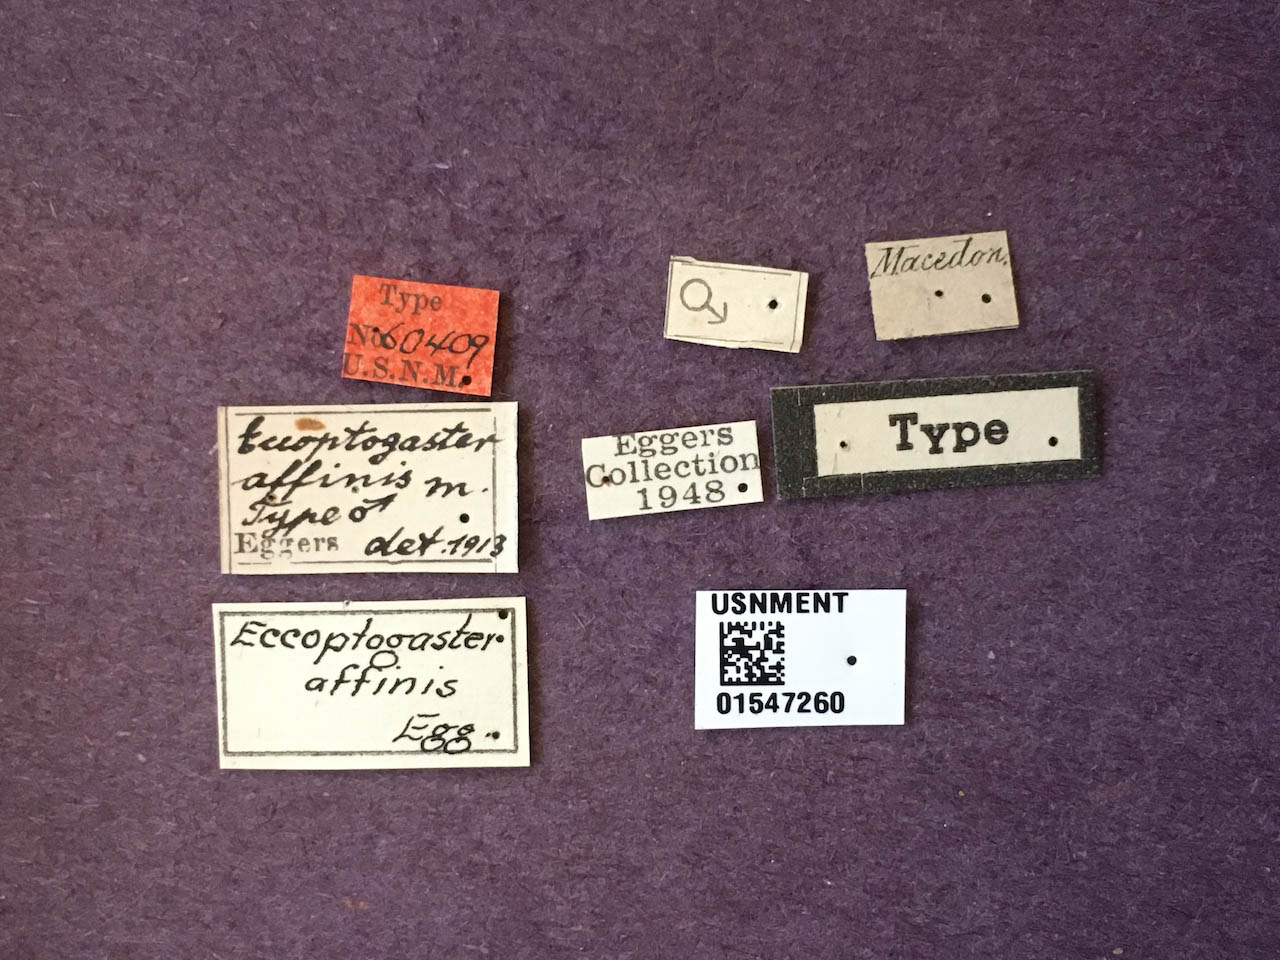 Type
No 60409
U.S.N.M.
♂
Macedon.
Eccoptogaster
affinis m.
Type ♂
Eggers det. 1913
Eggers
Collection
1948
Type
Eccoptogaster
affinis
Egg.
USNMENT
01547260